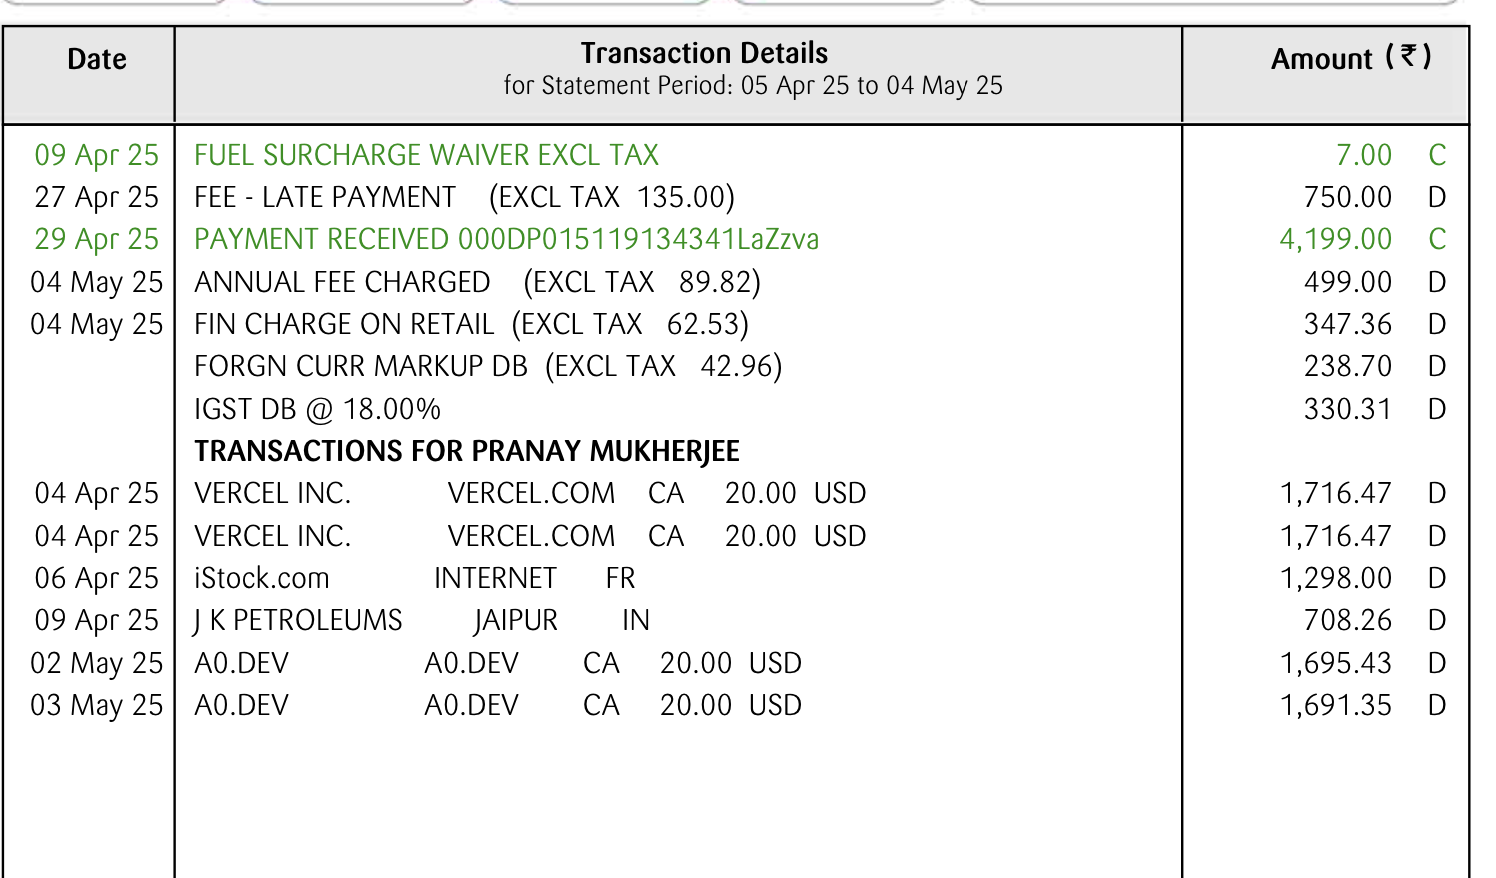 Date Transaction Details Amount (₹)
for Statement Period: 05 Apr 25 to 04 May 25
09 Apr 25 FUEL SURCHARGE WAIVER EXCL TAX 7.00 C
27 Apr 25 FEE - LATE PAYMENT (EXCL TAX 135.00) 750.00 D
29 Apr 25 PAYMENT RECEIVED 000DP015119134341LaZzva 4,199.00 C
04 May 25 ANNUAL FEE CHARGED (EXCL TAX 89.82) 499.00 D
04 May 25 FIN CHARGE ON RETAIL (EXCL TAX 62.53) 347.36 D
FORGN CURR MARKUP DB (EXCL TAX 42.96) 238.70 D
IGST DB @ 18.00% 330.31 D
TRANSACTIONS FOR PRANAY MUKHERJEE
04 Apr 25 VERCEL INC. VERCEL.COM CA 20.00 USD 1,716.47 D
04 Apr 25 VERCEL INC. VERCEL.COM CA 20.00 USD 1,716.47 D
06 Apr 25 iStock.com INTERNET FR 1,298.00 D
09 Apr 25 J K PETROLEUMS JAIPUR IN 708.26 D
02 May 25 A0.DEV A0.DEV CA 20.00 USD 1,695.43 D
03 May 25 A0.DEV A0.DEV CA 20.00 USD 1,691.35 D